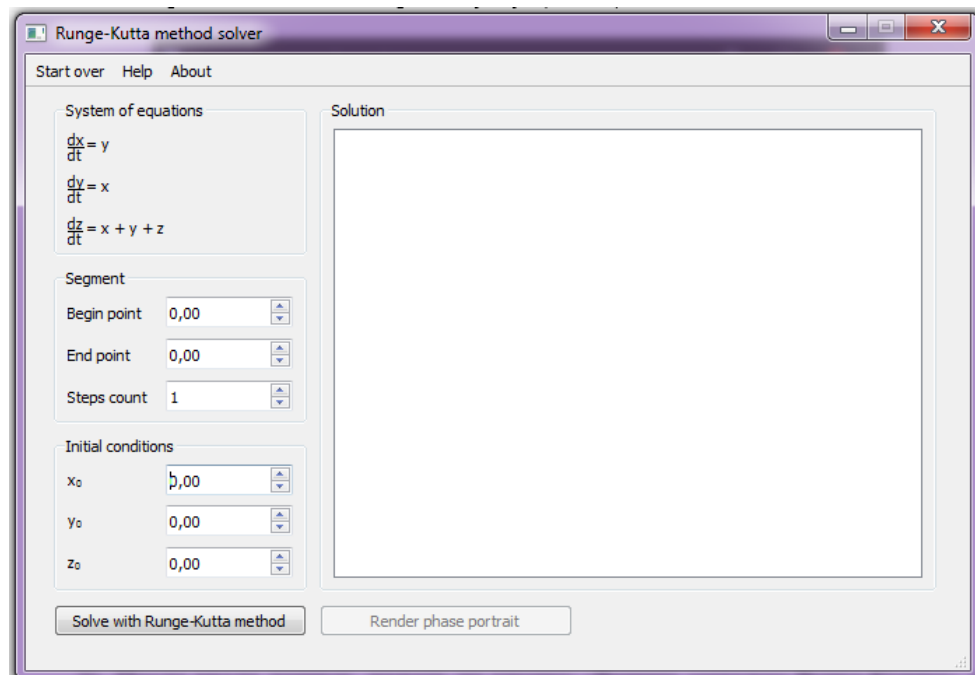 Runge-Kutta method solver
Start over Help About
System of equations
dx/dt = y
dy/dt = x
dz/dt = x + y + z
Segment
Begin point 0,00
End point 0,00
Steps count 1
Initial conditions
x₀ 0,00
y₀ 0,00
z₀ 0,00
Solve with Runge-Kutta method
Solution
Render phase portrait